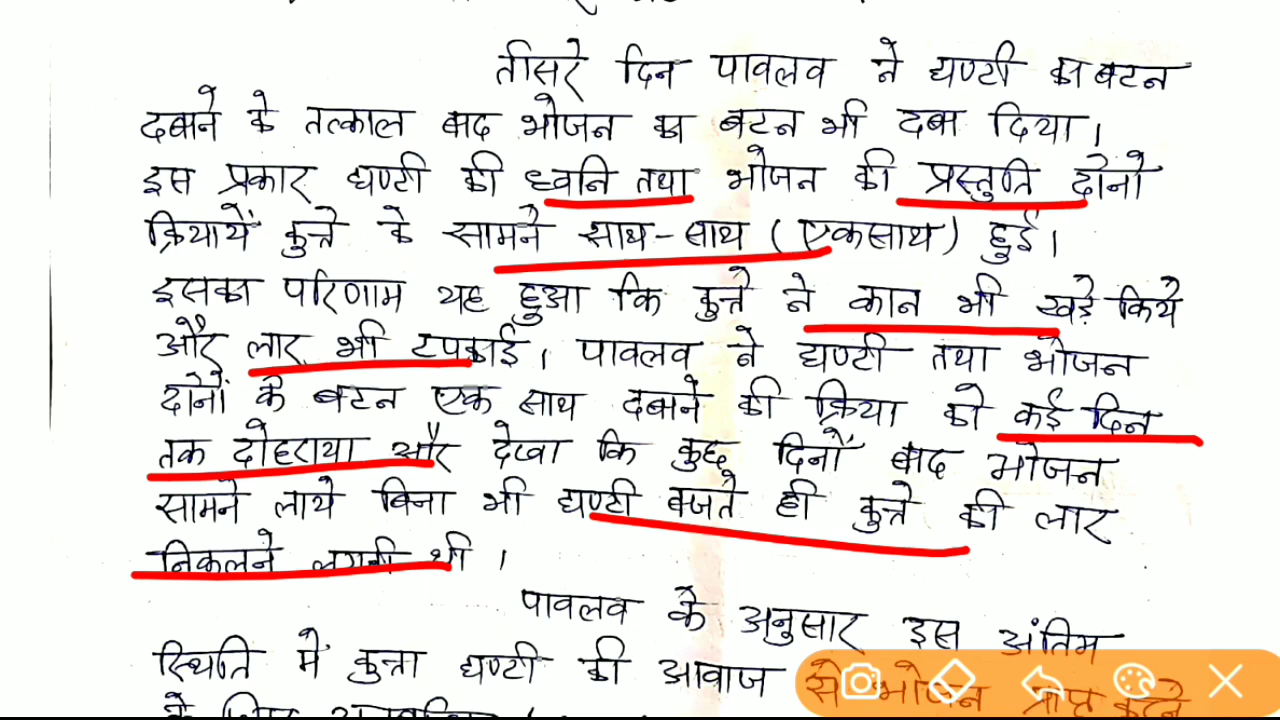 तीसरे दिन पावलव ने घण्टी का बटन
दबाने के तत्काल बाद भोजन का बटन भी दबा दिया।
इस प्रकार घण्टी की ध्वनि तथा भोजन की प्रस्तुति दोनों
क्रियायें कुत्ते के सामने साथ-साथ (एकसाथ) हुई।
इसका परिणाम यह हुआ कि कुत्ते ने कान भी खड़े किये
और लार भी टपकाई। पावलव ने घण्टी तथा भोजन
दोनों के बटन एक साथ दबाने की क्रिया को कई दिन
तक दोहराया और देखा कि कुछ दिनों बाद भोजन
सामने लाये बिना भी घण्टी बजते ही कुत्ते की लार
निकलने लगती थी।
पावलव के अनुसार इस अंतिम
स्थिति में कुत्ता घण्टी की आवाज से भोजन प्राप्त करने
के लिए